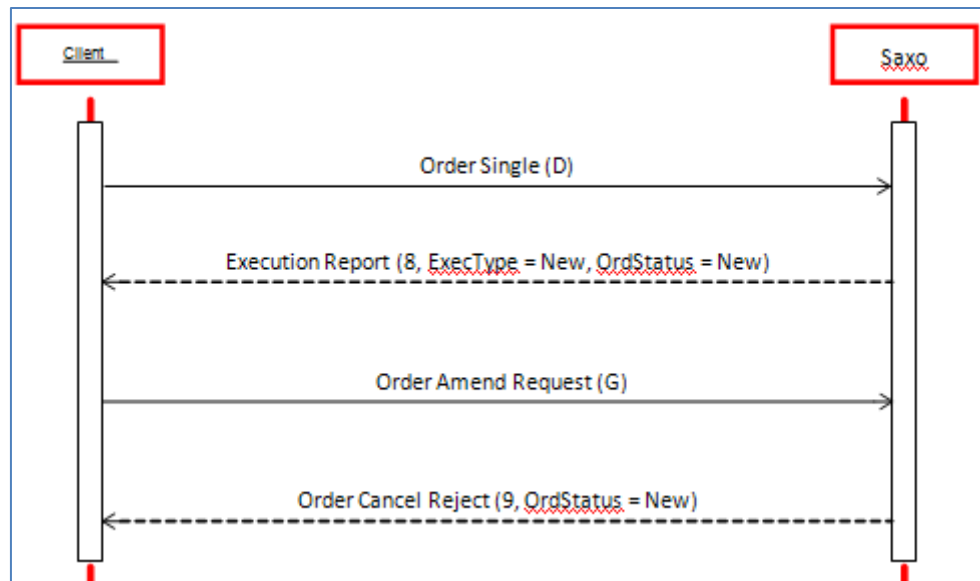 Client
Saxo
Order Single (D)
Execution Report (8, ExecType = New, OrdStatus = New)
Order Amend Request (G)
Order Cancel Reject (9, OrdStatus = New)